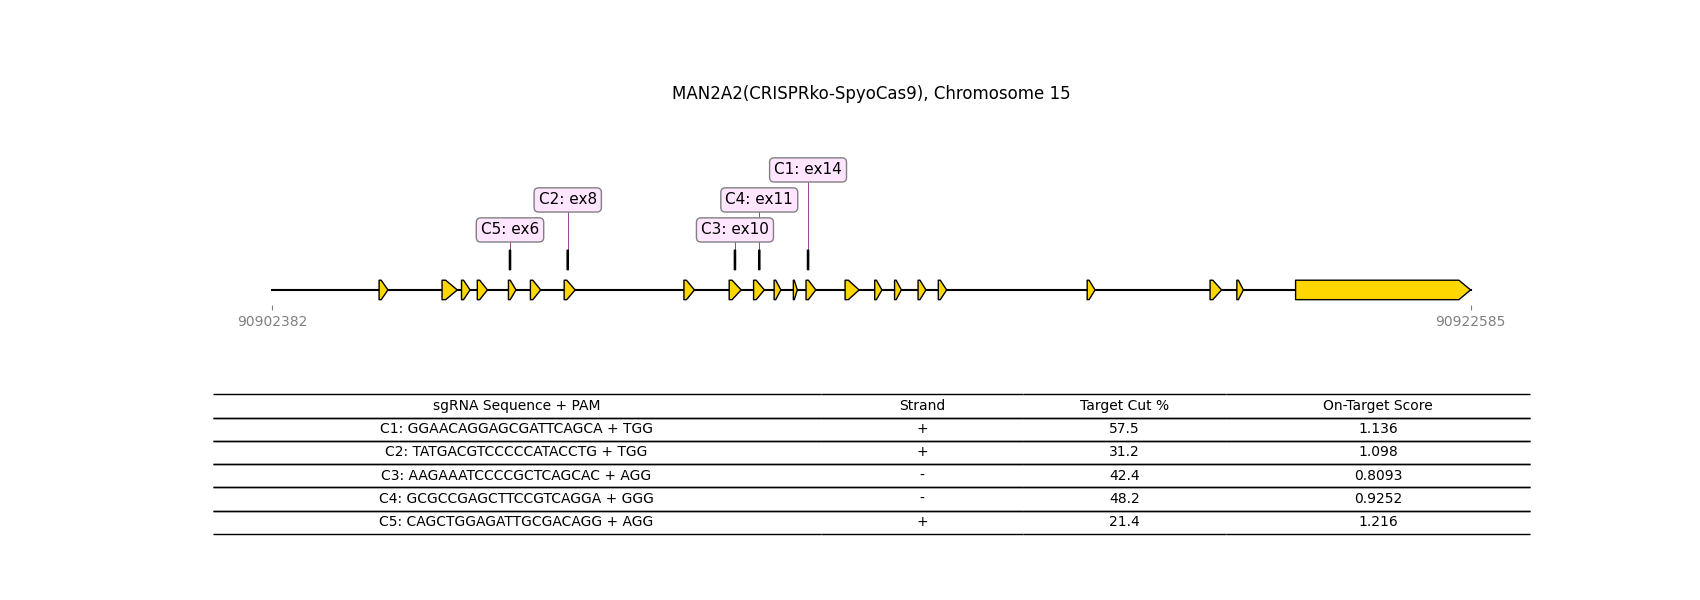 MAN2A2(CRISPRko-SpyoCas9), Chromosome 15
C1: ex14
C2: ex8
C4: ex11
C5: ex6
C3: ex10
90902382
90922585
sgRNA Sequence + PAM Strand Target Cut % On-Target Score
C1: GGAACAGGAGCGATTCAGCA + TGG + 57.5 1.136
C2: TATGACGTCCCCCATACCTG + TGG + 31.2 1.098
C3: AAGAAATCCCCGCTCAGCAC + AGG - 42.4 0.8093
C4: GCGCCGAGCTTCCGTCAGGA + GGG - 48.2 0.9252
C5: CAGCTGGAGATTGCGACAGG + AGG + 21.4 1.216